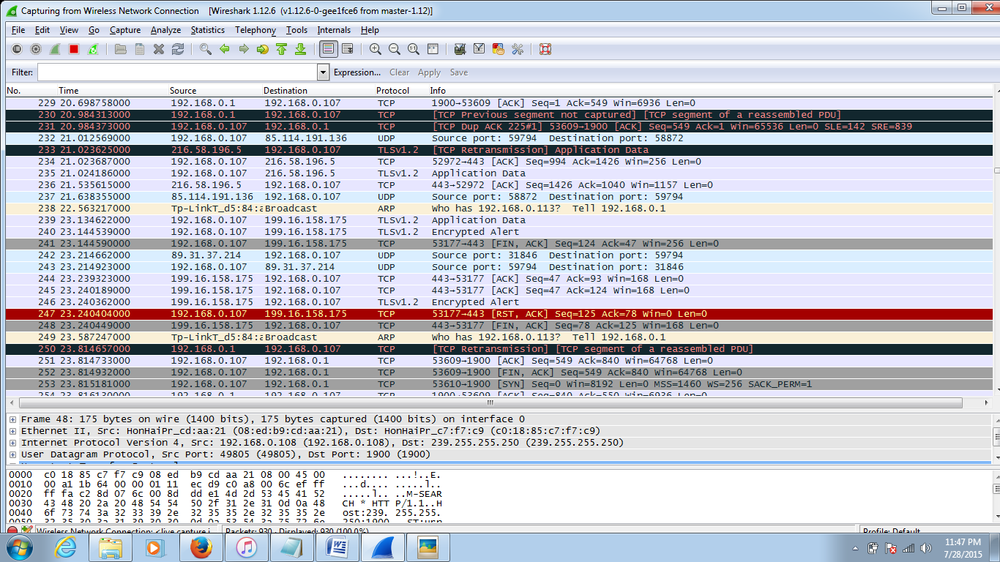 Capturing from Wireless Network Connection [Wireshark 1.12.6 (v1.12.6-0-gee1fce6 from master-1.12)]
File Edit View Go Capture Analyze Statistics Telephony Tools Internals Help
Filter: Expression... Clear Apply Save
No. Time Source Destination Protocol Info
229 20.698758000 192.168.0.1 192.168.0.107 TCP 1900→53609 [ACK] Seq=1 Ack=549 Win=6936 Len=0
230 20.984313000 192.168.0.1 192.168.0.107 TCP [TCP Previous segment not captured] [TCP segment of a reassembled PDU]
231 20.984373000 192.168.0.107 192.168.0.1 TCP [TCP Dup ACK 225#1] 53609→1900 [ACK] Seq=549 Ack=1 Win=65536 Len=0 SLE=142 SRE=839
232 21.012569000 192.168.0.107 85.114.191.136 UDP Source port: 59794 Destination port: 58872
233 21.023625000 216.58.196.5 192.168.0.107 TLSv1.2 [TCP Retransmission] Application Data
234 21.023687000 192.168.0.107 216.58.196.5 TCP 52972→443 [ACK] Seq=994 Ack=1426 Win=256 Len=0
235 21.024186000 192.168.0.107 216.58.196.5 TLSv1.2 Application Data
236 21.535615000 216.58.196.5 192.168.0.107 TCP 443→52972 [ACK] Seq=1426 Ack=1040 Win=1157 Len=0
237 21.638355000 85.114.191.136 192.168.0.107 UDP Source port: 58872 Destination port: 59794
238 22.563217000 Tp-LinkT_d5:84:a Broadcast ARP Who has 192.168.0.113? Tell 192.168.0.1
239 23.134622000 192.168.0.107 199.16.158.175 TLSv1.2 Application Data
240 23.144539000 192.168.0.107 199.16.158.175 TLSv1.2 Encrypted Alert
241 23.144590000 192.168.0.107 199.16.158.175 TCP 53177→443 [FIN, ACK] Seq=124 Ack=47 Win=256 Len=0
242 23.214662000 89.31.37.214 192.168.0.107 UDP Source port: 31846 Destination port: 59794
243 23.214923000 192.168.0.107 89.31.37.214 UDP Source port: 59794 Destination port: 31846
244 23.239323000 199.16.158.175 192.168.0.107 TCP 443→53177 [ACK] Seq=47 Ack=93 Win=168 Len=0
245 23.240189000 199.16.158.175 192.168.0.107 TCP 443→53177 [ACK] Seq=47 Ack=124 Win=168 Len=0
246 23.240362000 199.16.158.175 192.168.0.107 TLSv1.2 Encrypted Alert
247 23.240404000 192.168.0.107 199.16.158.175 TCP 53177→443 [RST, ACK] Seq=125 Ack=78 Win=0 Len=0
248 23.240449000 199.16.158.175 192.168.0.107 TCP 443→53177 [FIN, ACK] Seq=78 Ack=125 Win=168 Len=0
249 23.587247000 Tp-LinkT_d5:84:a Broadcast ARP Who has 192.168.0.113? Tell 192.168.0.1
250 23.814657000 192.168.0.1 192.168.0.107 TCP [TCP Retransmission] [TCP segment of a reassembled PDU]
251 23.814733000 192.168.0.107 192.168.0.1 TCP 53609→1900 [ACK] Seq=549 Ack=840 Win=64768 Len=0
252 23.814932000 192.168.0.107 192.168.0.1 TCP 53609→1900 [FIN, ACK] Seq=549 Ack=840 Win=64768 Len=0
253 23.815181000 192.168.0.107 192.168.0.1 TCP 53610→1900 [SYN] Seq=0 Win=8192 Len=0 MSS=1460 WS=256 SACK_PERM=1
254 23.816130000 192.168.0.1 192.168.0.107 TCP 1900→53609 [ACK] Seq=840 Ack=550 Win=6936 Len=0
Frame 48: 175 bytes on wire (1400 bits), 175 bytes captured (1400 bits) on interface 0
Ethernet II, Src: HonHaiPr_cd:aa:21 (08:ed:b9:cd:aa:21), Dst: HonHaiPr_c7:f7:c9 (c0:18:85:c7:f7:c9)
Internet Protocol Version 4, Src: 192.168.0.108 (192.168.0.108), Dst: 239.255.255.250 (239.255.255.250)
User Datagram Protocol, Src Port: 49805 (49805), Dst Port: 1900 (1900)
0000 c0 18 85 c7 f7 c9 08 ed b9 cd aa 21 08 00 45 00 ........ ...!..E.
0010 00 a1 1b 64 00 00 01 11 ec d9 c0 a8 00 6c ef ff ...d.... .....l..
0020 ff fa c2 8d 07 6c 00 8d dd e1 4d 2d 53 45 41 52 .....l.. ..M-SEAR
0030 43 48 20 2a 20 48 54 54 50 2f 31 2e 31 0d 0a 48 CH * HTT P/1.1..H
0040 6f 73 74 3a 32 33 39 2e 32 35 35 2e 32 35 35 2e ost:239. 255.255.
0050 32 35 30 3a 31 39 30 30 0d 0a 53 54 3a 75 72 6e 250:1900 ..ST:urn
Wireless Network Connection: <live capture i Packets: 930 · Displayed: 930 (100.0%) Profile: Default
11:47 PM
7/28/2015